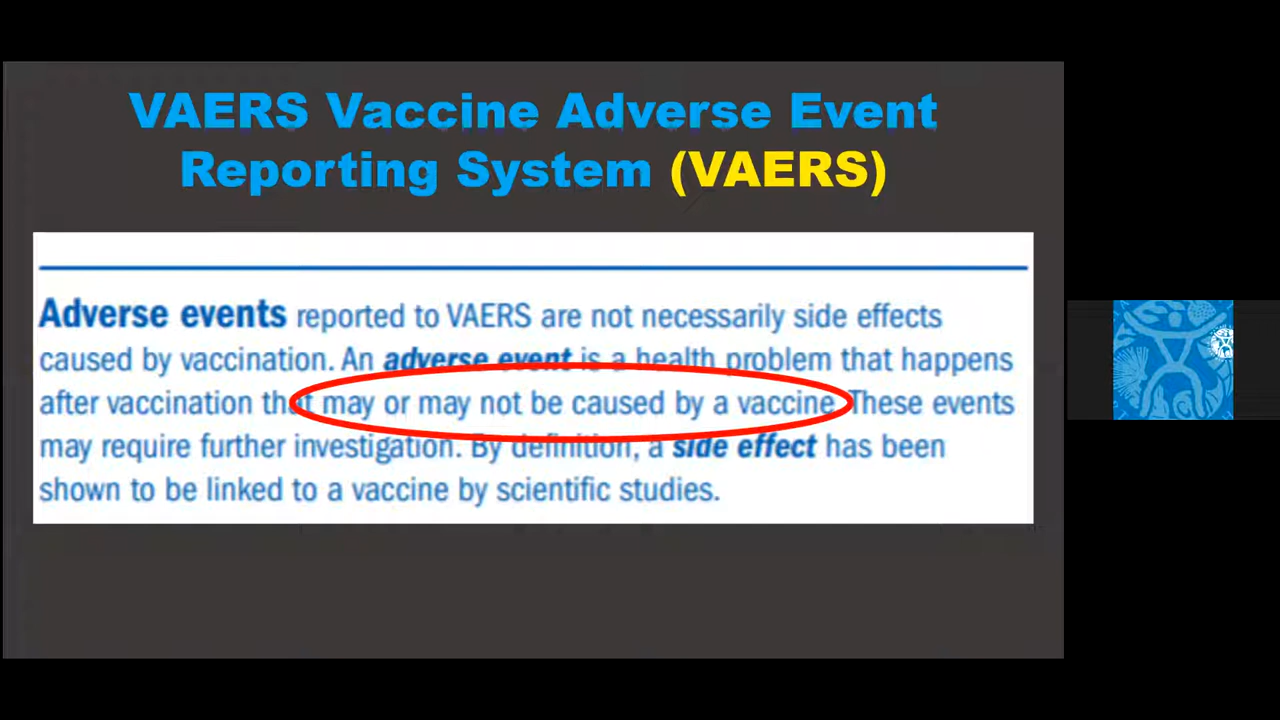 VAERS Vaccine Adverse Event
Reporting System (VAERS)
Adverse events reported to VAERS are not necessarily side effects
caused by vaccination. An adverse event is a health problem that happens
after vaccination that may or may not be caused by a vaccine. These events
may require further investigation. By definition, a side effect has been
shown to be linked to a vaccine by scientific studies.